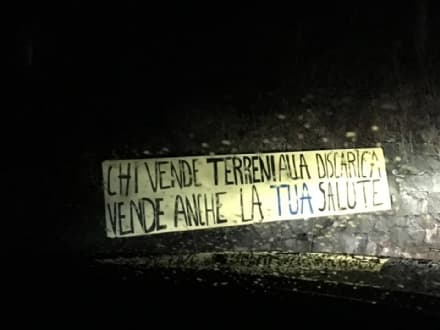 CHI VENDE TERRENI ALLA DISCARICA
VENDE ANCHE LA TUA SALUTE